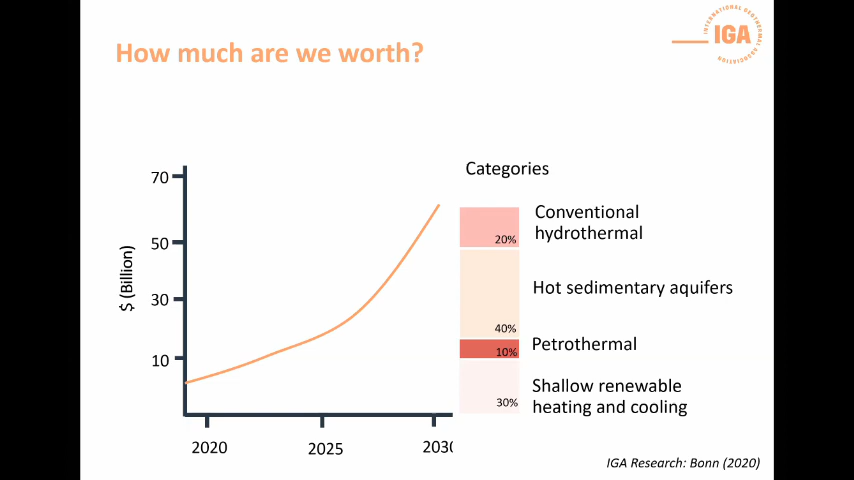 How much are we worth?
INTERNATIONAL GEOTHERMAL ASSOCIATION
IGA
Categories
70
50
30
10
$ (Billion)
2020
2025
2030
20%
Conventional
hydrothermal
40%
Hot sedimentary aquifers
10%
Petrothermal
30%
Shallow renewable
heating and cooling
IGA Research: Bonn (2020)